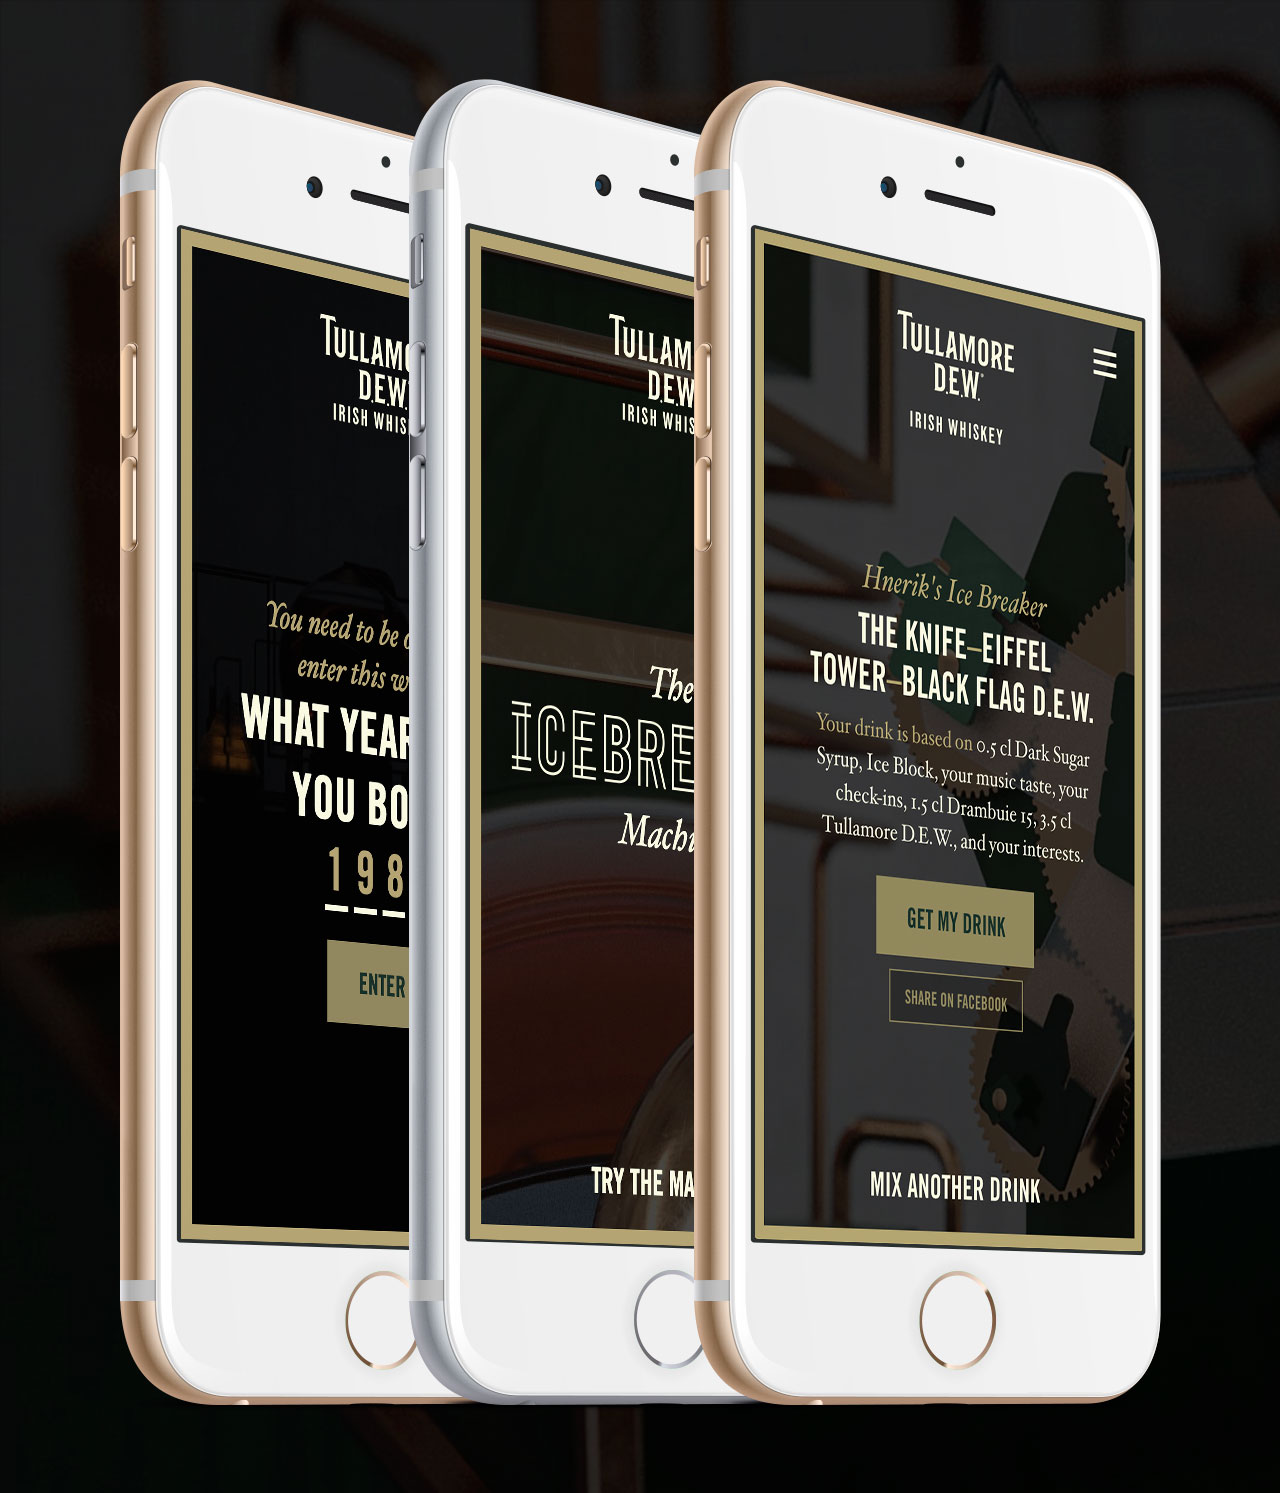 TULLAMO
D.E.W.
IRISH WHIS
You need to be
enter this w
WHAT YEAR
YOU BO
198
ENTER
TULLAM
D.E.W
IRISH WHIS
The
ICEBRE
Machi
TRY THE MA
TULLAMORE
D.E.W.
IRISH WHISKEY
Hnerik's Ice Breaker
THE KNIFE–EIFFEL
TOWER–BLACK FLAG D.E.W.
Your drink is based on 0.5 cl Dark Sugar
Syrup, Ice Block, your music taste, your
check-ins, 1.5 cl Drambuie 15, 3.5 cl
Tullamore D.E.W., and your interests.
GET MY DRINK
SHARE ON FACEBOOK
MIX ANOTHER DRINK